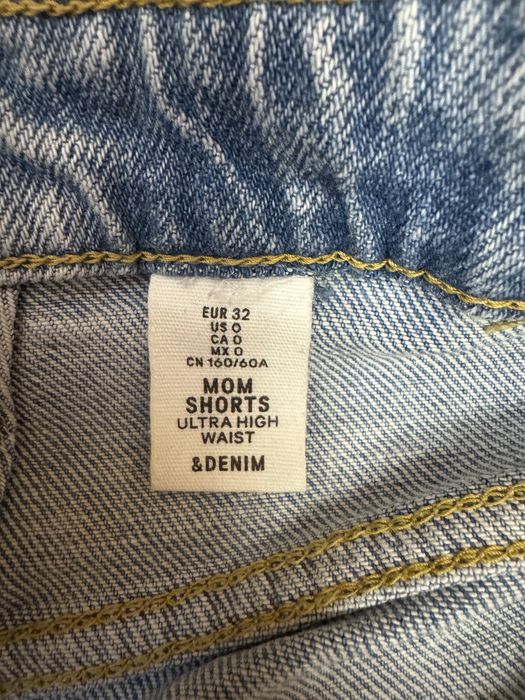 EUR 32
US 0
CA 0
MX 0
CN 160/60A
MOM
SHORTS
ULTRA HIGH
WAIST
&DENIM